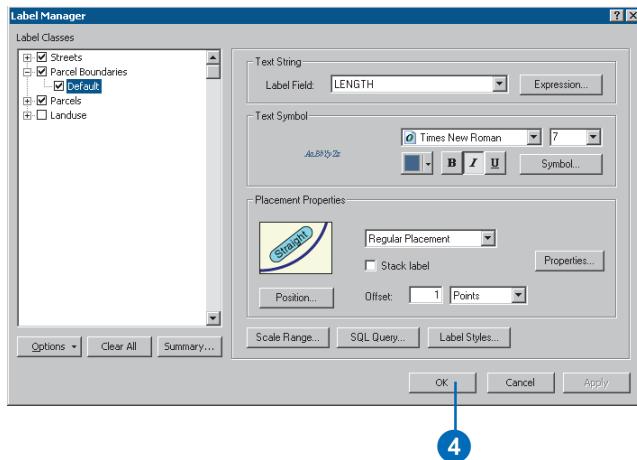 Label Manager
Label Classes
Streets
Parcel Boundaries
Default
Parcels
Landuse
Options
Clear All
Summary...
Text String
Label Field:
LENGTH
Expression...
Text Symbol
AaBbYyZz
Times New Roman
7
B I U
Symbol...
Placement Properties
Straight
Regular Placement
Stack label
Properties...
Position...
Offset:
1
Points
Scale Range...
SQL Query...
Label Styles...
OK
Cancel
Apply
4